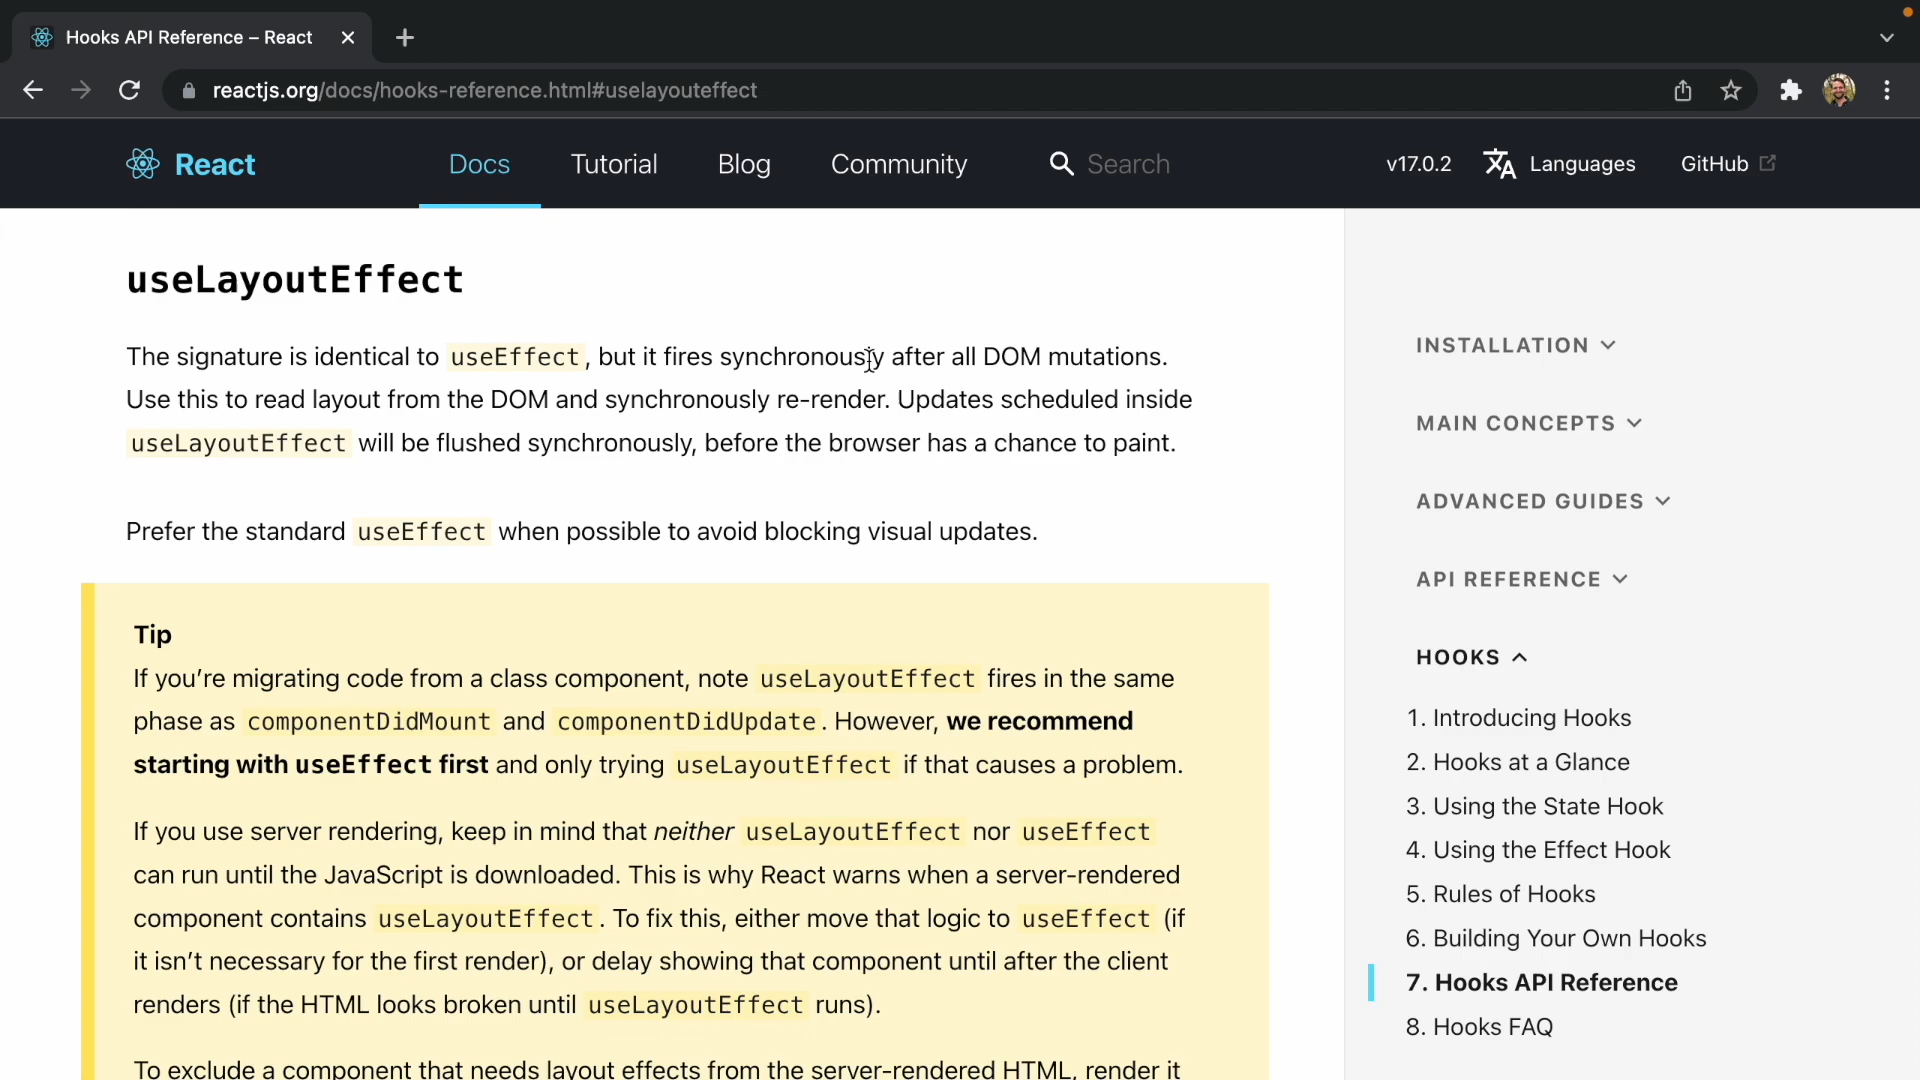 Hooks API Reference – React
reactjs.org/docs/hooks-reference.html#uselayouteffect
React
Docs
Tutorial
Blog
Community
Search
v17.0.2
Languages
GitHub
useLayoutEffect
The signature is identical to useEffect, but it fires synchronously after all DOM mutations.
Use this to read layout from the DOM and synchronously re-render. Updates scheduled inside
useLayoutEffect will be flushed synchronously, before the browser has a chance to paint.
Prefer the standard useEffect when possible to avoid blocking visual updates.
Tip
If you’re migrating code from a class component, note useLayoutEffect fires in the same
phase as componentDidMount and componentDidUpdate. However, we recommend
starting with useEffect first and only trying useLayoutEffect if that causes a problem.
If you use server rendering, keep in mind that neither useLayoutEffect nor useEffect
can run until the JavaScript is downloaded. This is why React warns when a server-rendered
component contains useLayoutEffect. To fix this, either move that logic to useEffect (if
it isn’t necessary for the first render), or delay showing that component until after the client
renders (if the HTML looks broken until useLayoutEffect runs).
To exclude a component that needs layout effects from the server-rendered HTML, render it
INSTALLATION
MAIN CONCEPTS
ADVANCED GUIDES
API REFERENCE
HOOKS
1. Introducing Hooks
2. Hooks at a Glance
3. Using the State Hook
4. Using the Effect Hook
5. Rules of Hooks
6. Building Your Own Hooks
7. Hooks API Reference
8. Hooks FAQ